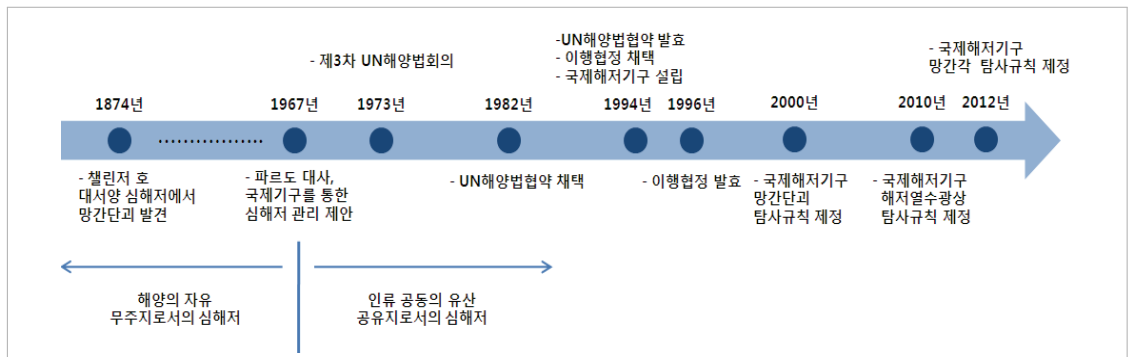 - 제3차 UN해양법회의
-UN해양법협약 발효
- 이행협정 채택
- 국제해저기구 설립
- 국제해저기구
망간각 탐사규칙 제정
1874년
1967년
1973년
1982년
1994년
1996년
2000년
2010년
2012년
- 챌린저 호
대서양 심해저에서
망간단괴 발견
- 파르도 대사,
국제기구를 통한
심해저 관리 제안
- UN해양법협약 채택
- 이행협정 발효
- 국제해저기구
망간단괴
탐사규칙 제정
- 국제해저기구
해저열수광상
탐사규칙 제정
해양의 자유
무주지로서의 심해저
인류 공동의 유산
공유지로서의 심해저